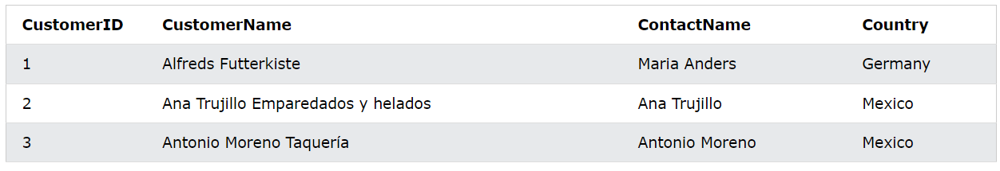 CustomerID CustomerName ContactName Country
1 Alfreds Futterkiste Maria Anders Germany
2 Ana Trujillo Emparedados y helados Ana Trujillo Mexico
3 Antonio Moreno Taquería Antonio Moreno Mexico